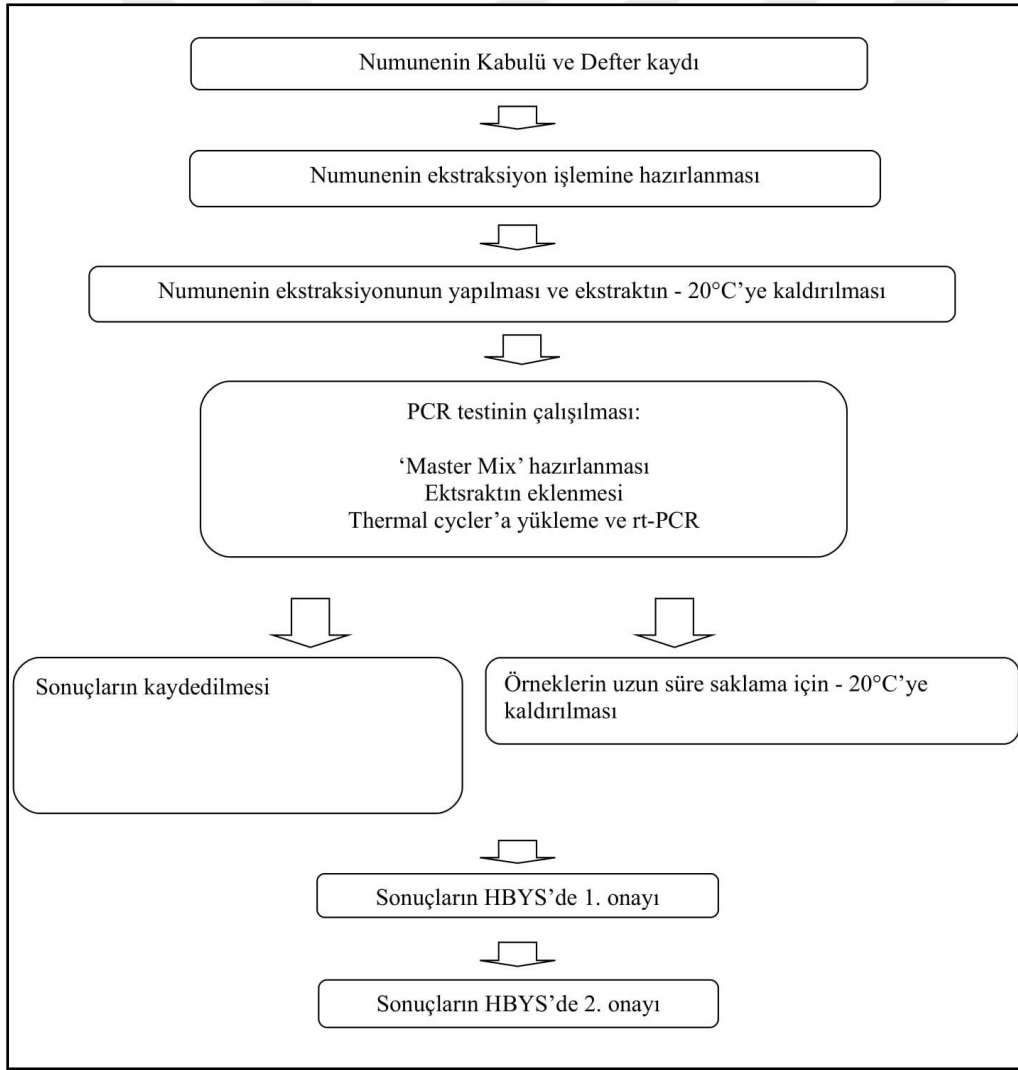 Numunenin Kabulü ve Defter kaydı
Numunenin ekstraksiyon işlemine hazırlanması
Numunenin ekstraksiyonunun yapılması ve ekstraktın - 20°C’ye kaldırılması
PCR testinin çalışılması:
‘Master Mix’ hazırlanması
Ektsraktın eklenmesi
Thermal cycler’a yükleme ve rt-PCR
Sonuçların kaydedilmesi
Örneklerin uzun süre saklama için - 20°C’ye
kaldırılması
Sonuçların HBYS’de 1. onayı
Sonuçların HBYS’de 2. onayı